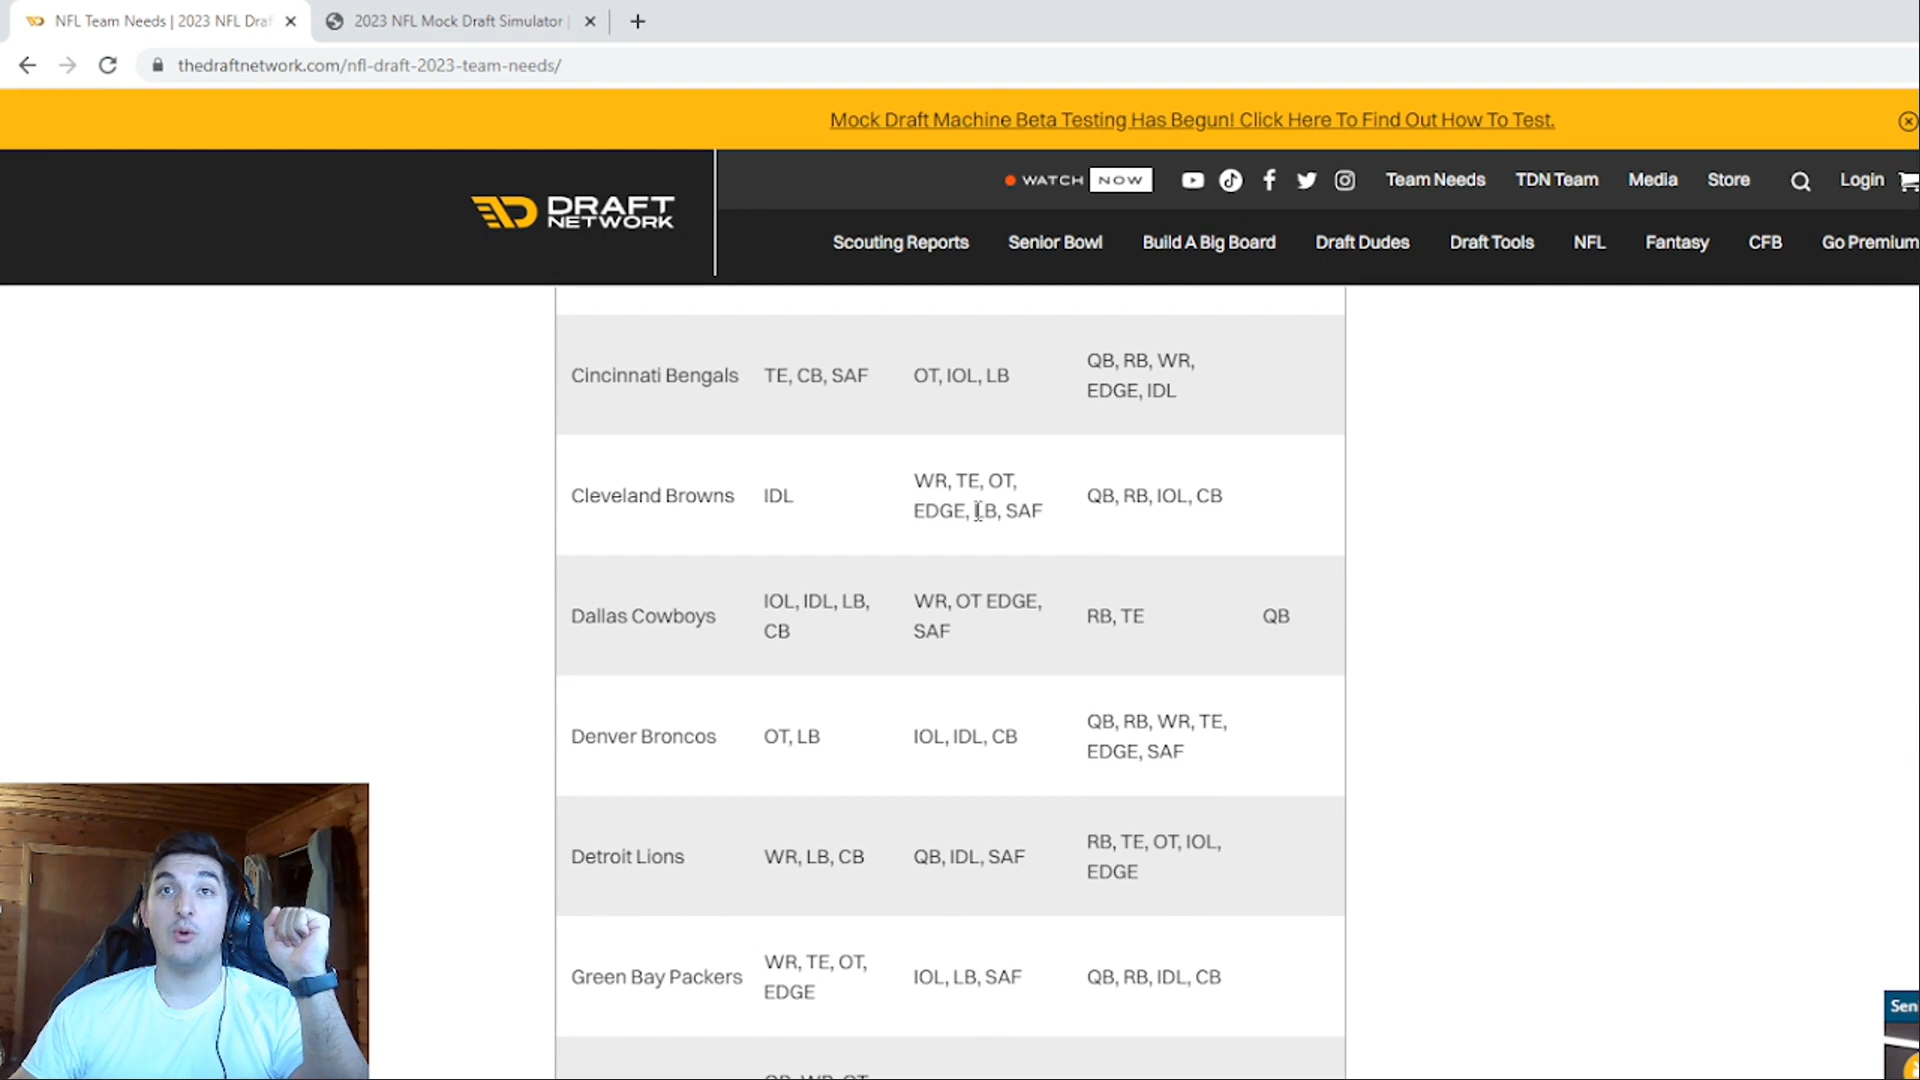 NFL Team Needs | 2023 NFL Draf
2023 NFL Mock Draft Simulator |
thedraftnetwork.com/nfl-draft-2023-team-needs/
Mock Draft Machine Beta Testing Has Begun! Click Here To Find Out How To Test.
DRAFT
NETWORK
WATCH NOW
Team Needs
TDN Team
Media
Store
Login
Scouting Reports
Senior Bowl
Build A Big Board
Draft Dudes
Draft Tools
NFL
Fantasy
CFB
Go Premium
Cincinnati Bengals
TE, CB, SAF
OT, IOL, LB
QB, RB, WR,
EDGE, IDL
Cleveland Browns
IDL
WR, TE, OT,
EDGE, LB, SAF
QB, RB, IOL, CB
Dallas Cowboys
IOL, IDL, LB,
CB
WR, OT EDGE,
SAF
RB, TE
QB
Denver Broncos
OT, LB
IOL, IDL, CB
QB, RB, WR, TE,
EDGE, SAF
Detroit Lions
WR, LB, CB
QB, IDL, SAF
RB, TE, OT, IOL,
EDGE
Green Bay Packers
WR, TE, OT,
EDGE
IOL, LB, SAF
QB, RB, IDL, CB
Sen